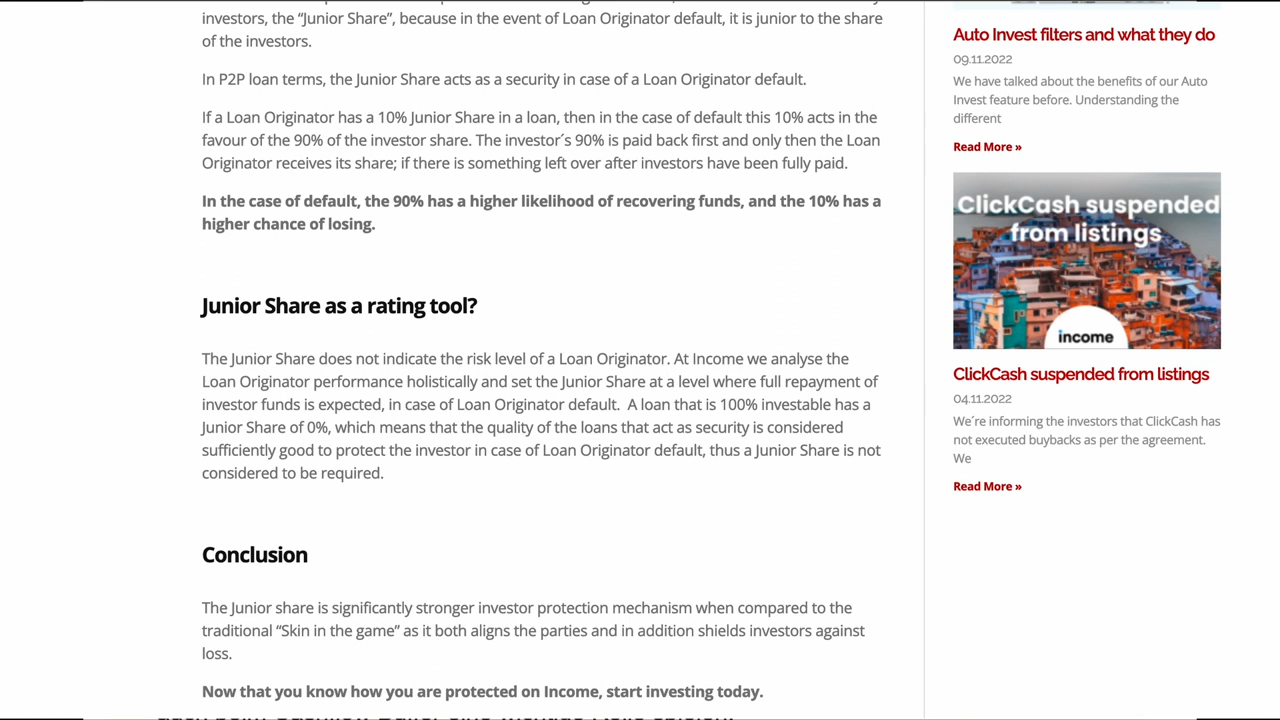 investors, the “Junior Share”, because in the event of Loan Originator default, it is junior to the share
of the investors.
In P2P loan terms, the Junior Share acts as a security in case of a Loan Originator default.
If a Loan Originator has a 10% Junior Share in a loan, then in the case of default this 10% acts in the
favour of the 90% of the investor share. The investor´s 90% is paid back first and only then the Loan
Originator receives its share; if there is something left over after investors have been fully paid.
In the case of default, the 90% has a higher likelihood of recovering funds, and the 10% has a
higher chance of losing.
Junior Share as a rating tool?
The Junior Share does not indicate the risk level of a Loan Originator. At Income we analyse the
Loan Originator performance holistically and set the Junior Share at a level where full repayment of
investor funds is expected, in case of Loan Originator default.  A loan that is 100% investable has a
Junior Share of 0%, which means that the quality of the loans that act as security is considered
sufficiently good to protect the investor in case of Loan Originator default, thus a Junior Share is not
considered to be required.
Conclusion
The Junior share is significantly stronger investor protection mechanism when compared to the
traditional “Skin in the game” as it both aligns the parties and in addition shields investors against
loss.
Now that you know how you are protected on Income, start investing today.
Auto Invest filters and what they do
09.11.2022
We have talked about the benefits of our Auto
Invest feature before. Understanding the
different
Read More »
ClickCash suspended
from listings
income
ClickCash suspended from listings
04.11.2022
We´re informing the investors that ClickCash has
not executed buybacks as per the agreement.
We
Read More »